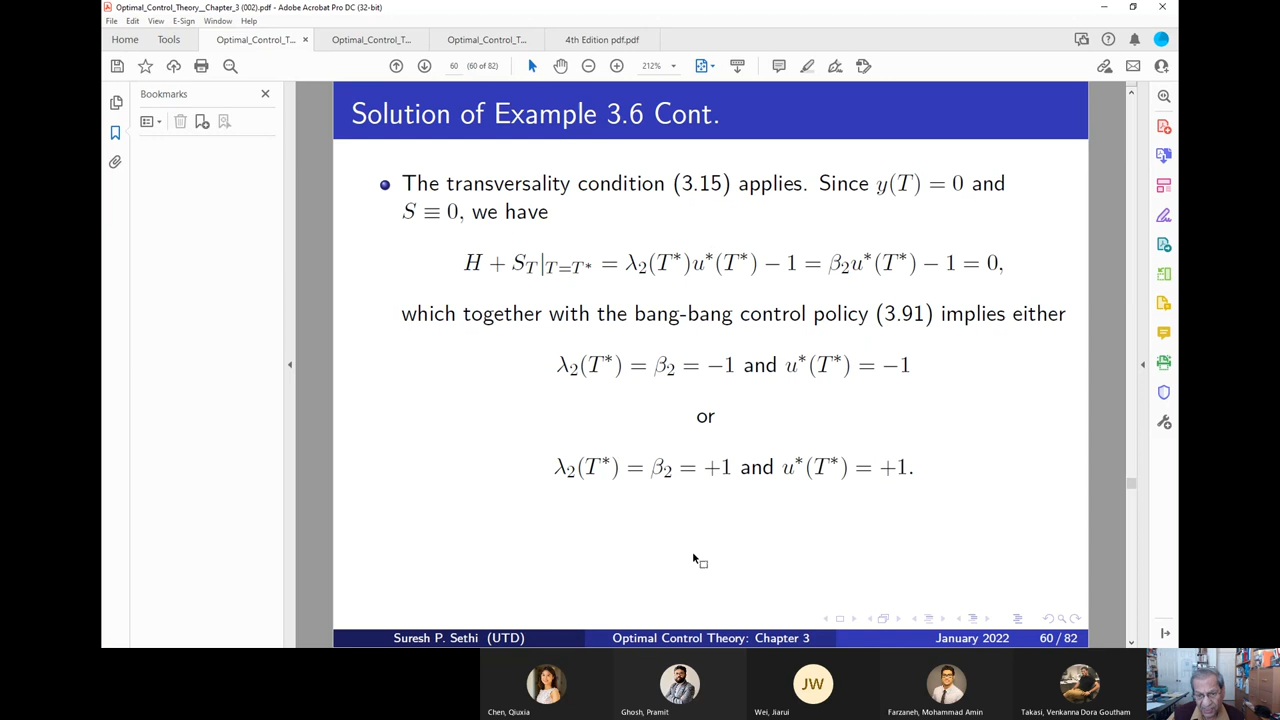 Optimal_Control_Theory__Chapter_3 (002).pdf - Adobe Acrobat Pro DC (32-bit)
File Edit View E-Sign Window Help
Home Tools Optimal_Control_T... × Optimal_Control_T... Optimal_Control_T... 4th Edition pdf.pdf
60 (60 of 82) 212%
Bookmarks
Solution of Example 3.6 Cont.
The transversality condition (3.15) applies. Since y(T) = 0 and
S ≡ 0, we have
H + S_T|_{T=T*} = λ₂(T*)u*(T*) − 1 = β₂u*(T*) − 1 = 0,
which together with the bang-bang control policy (3.91) implies either
λ₂(T*) = β₂ = −1 and u*(T*) = −1
or
λ₂(T*) = β₂ = +1 and u*(T*) = +1.
Suresh P. Sethi (UTD) Optimal Control Theory: Chapter 3 January 2022 60 / 82
JW
Chen, Qiuxia Ghosh, Pramit Wei, Jiarui Farzaneh, Mohammad Amin Takasi, Venkanna Dora Goutham